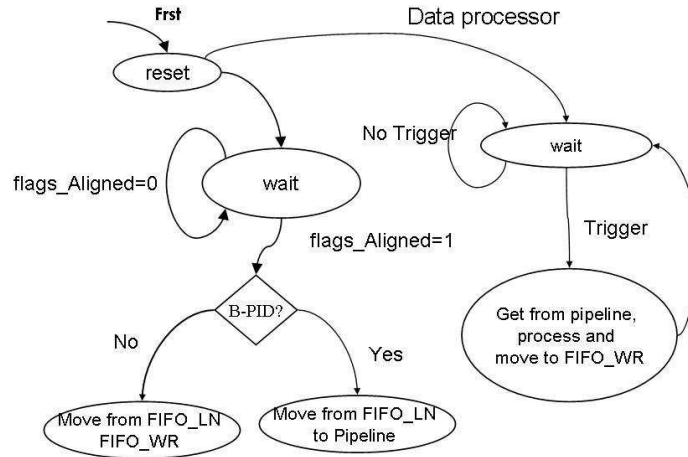 Frst
Data processor
reset
No Trigger
wait
flags_Aligned=0
wait
flags_Aligned=1
Trigger
B-PID?
Get from pipeline,
process and
move to FIFO_WR
No
Yes
Move from FIFO_LN
FIFO_WR
Move from FIFO_LN
to Pipeline